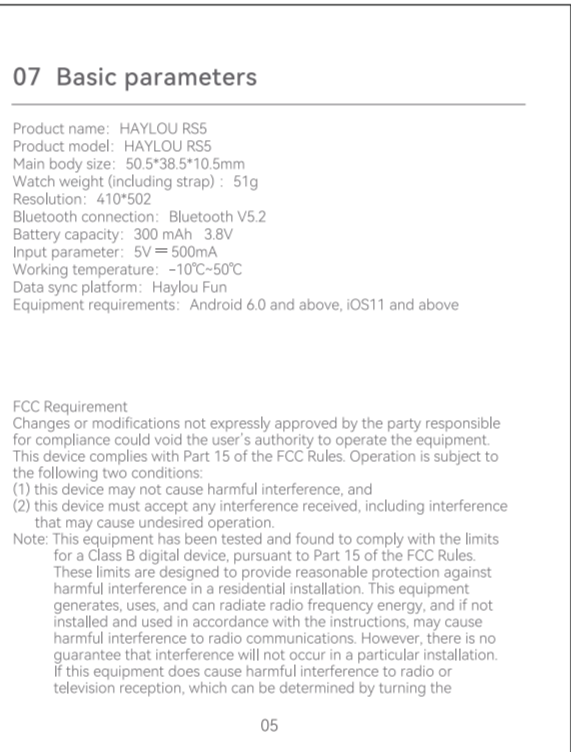 07 Basic parameters
Product name: HAYLOU RS5
Product model: HAYLOU RS5
Main body size: 50.5*38.5*10.5mm
Watch weight (including strap) : 51g
Resolution: 410*502
Bluetooth connection: Bluetooth V5.2
Battery capacity: 300 mAh 3.8V
Input parameter: 5V⎓500mA
Working temperature: -10℃~50℃
Data sync platform: Haylou Fun
Equipment requirements: Android 6.0 and above, iOS11 and above
FCC Requirement
Changes or modifications not expressly approved by the party responsible
for compliance could void the user's authority to operate the equipment.
This device complies with Part 15 of the FCC Rules. Operation is subject to
the following two conditions:
(1) this device may not cause harmful interference, and
(2) this device must accept any interference received, including interference
that may cause undesired operation.
Note: This equipment has been tested and found to comply with the limits
for a Class B digital device, pursuant to Part 15 of the FCC Rules.
These limits are designed to provide reasonable protection against
harmful interference in a residential installation. This equipment
generates, uses, and can radiate radio frequency energy, and if not
installed and used in accordance with the instructions, may cause
harmful interference to radio communications. However, there is no
guarantee that interference will not occur in a particular installation.
If this equipment does cause harmful interference to radio or
television reception, which can be determined by turning the
05